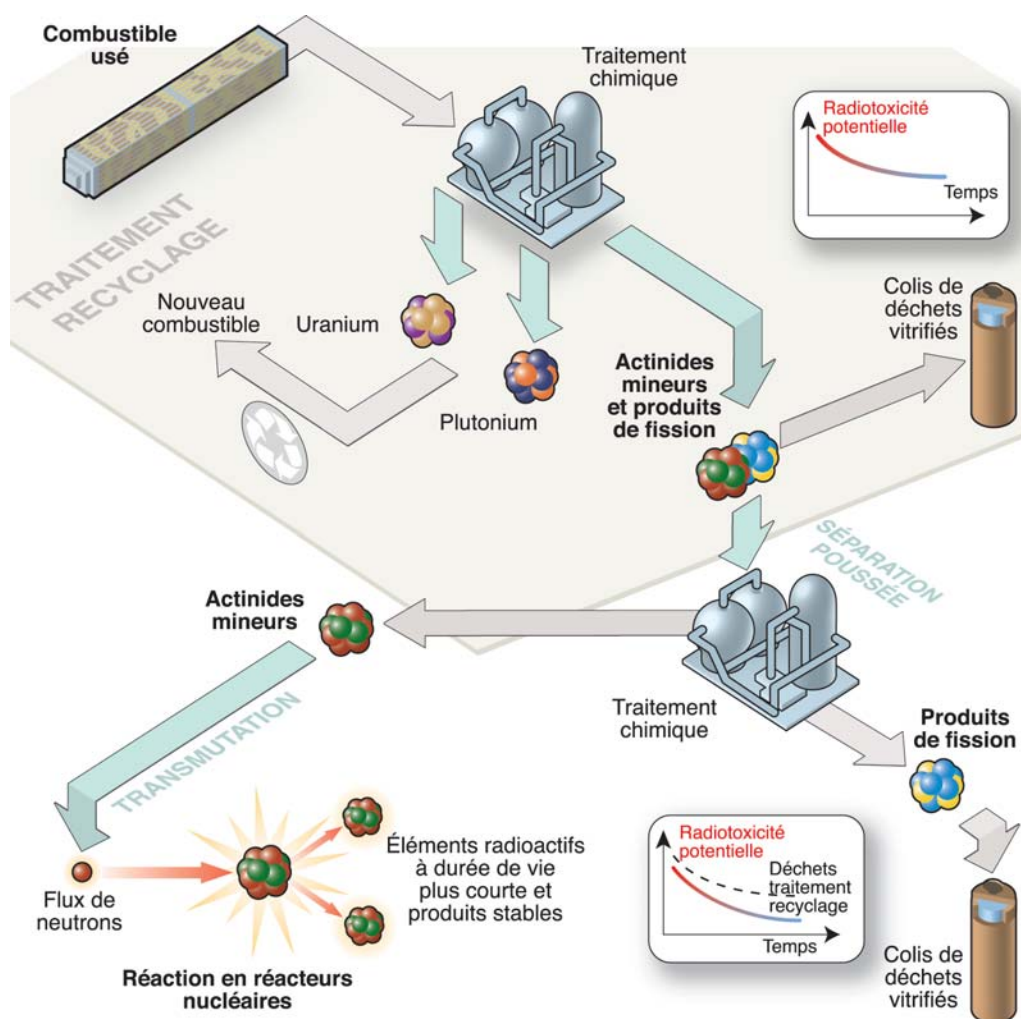 Combustible
usé
Traitement
chimique
Radiotoxicité
potentielle
Temps
TRAITEMENT
RECYCLAGE
Nouveau
combustible
Uranium
Plutonium
Actinides
mineurs
et produits
de fission
Colis de
déchets
vitrifiés
SÉPARATION
POUSSÉE
Actinides
mineurs
Traitement
chimique
Produits
de fission
TRANSMUTATION
Flux de
neutrons
Éléments radioactifs
à durée de vie
plus courte et
produits stables
Réaction en réacteurs
nucléaires
Radiotoxicité
potentielle
Déchets
traitement
recyclage
Temps
Colis de
déchets
vitrifiés